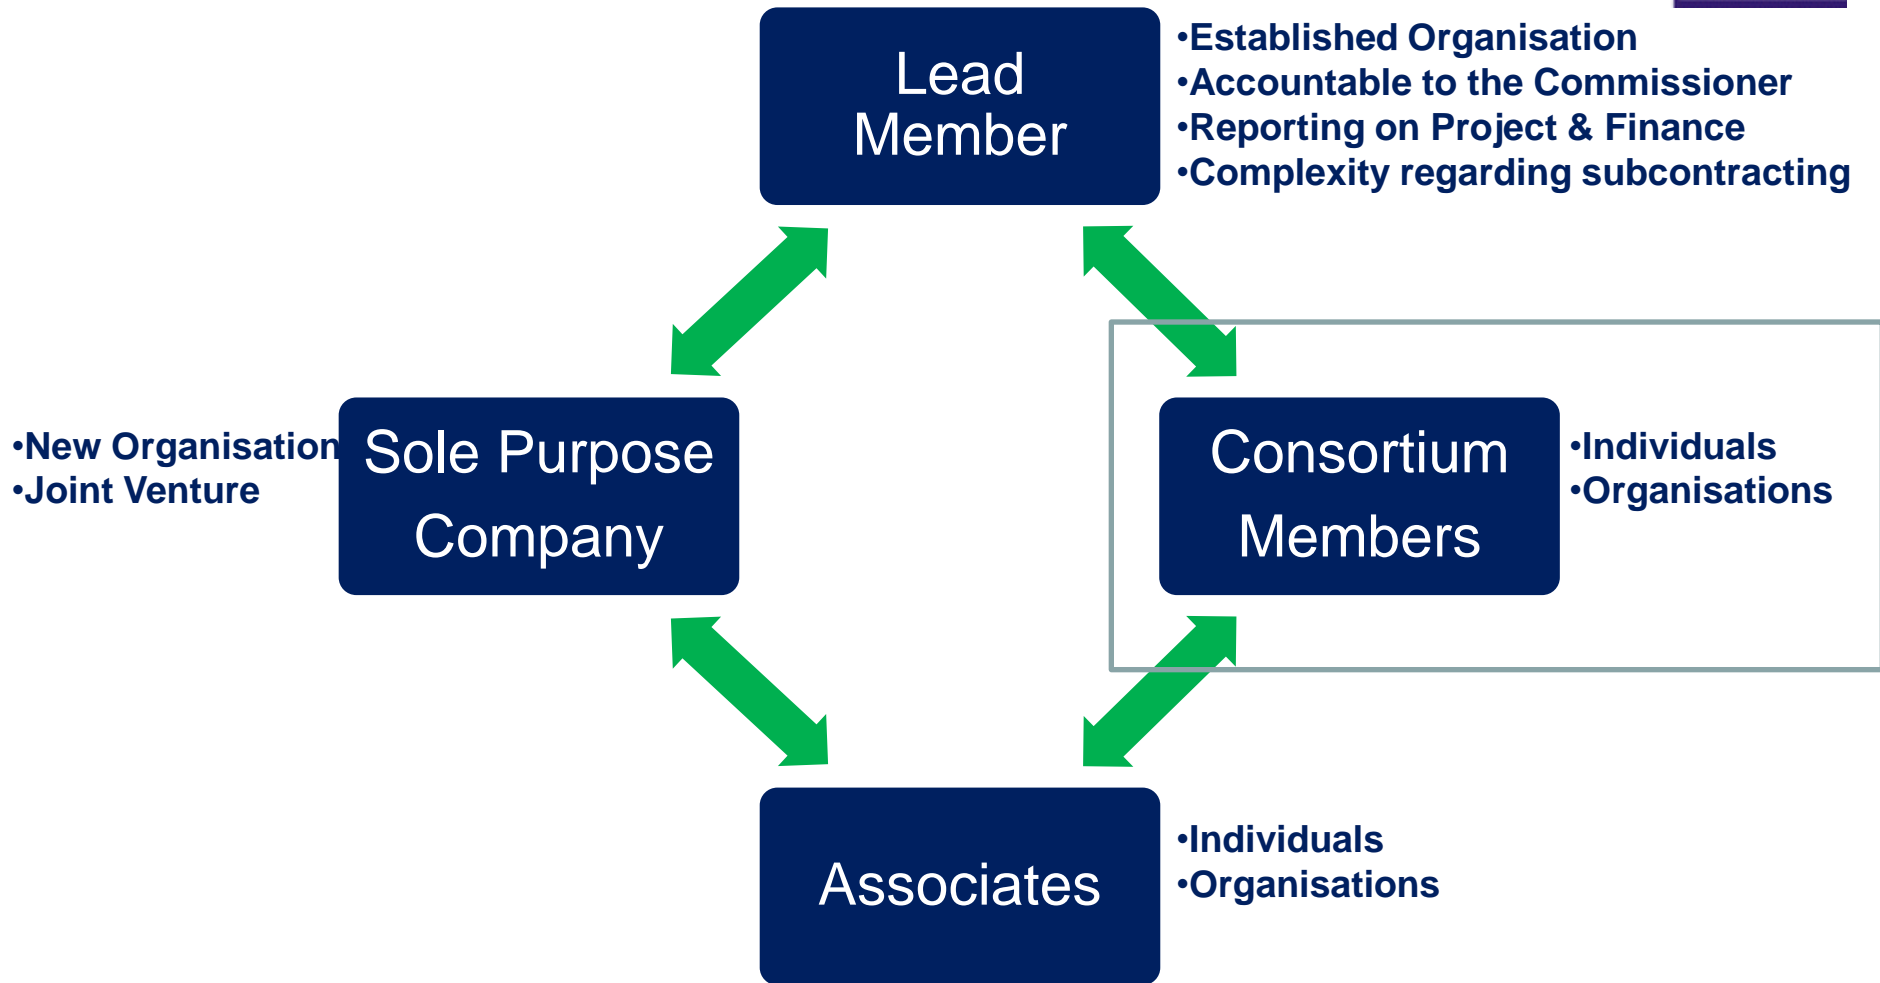 Lead
Member
•Established Organisation
•Accountable to the Commissioner
•Reporting on Project & Finance
•Complexity regarding subcontracting
•New Organisation
•Joint Venture
Sole Purpose
Company
Consortium
Members
•Individuals
•Organisations
Associates
•Individuals
•Organisations